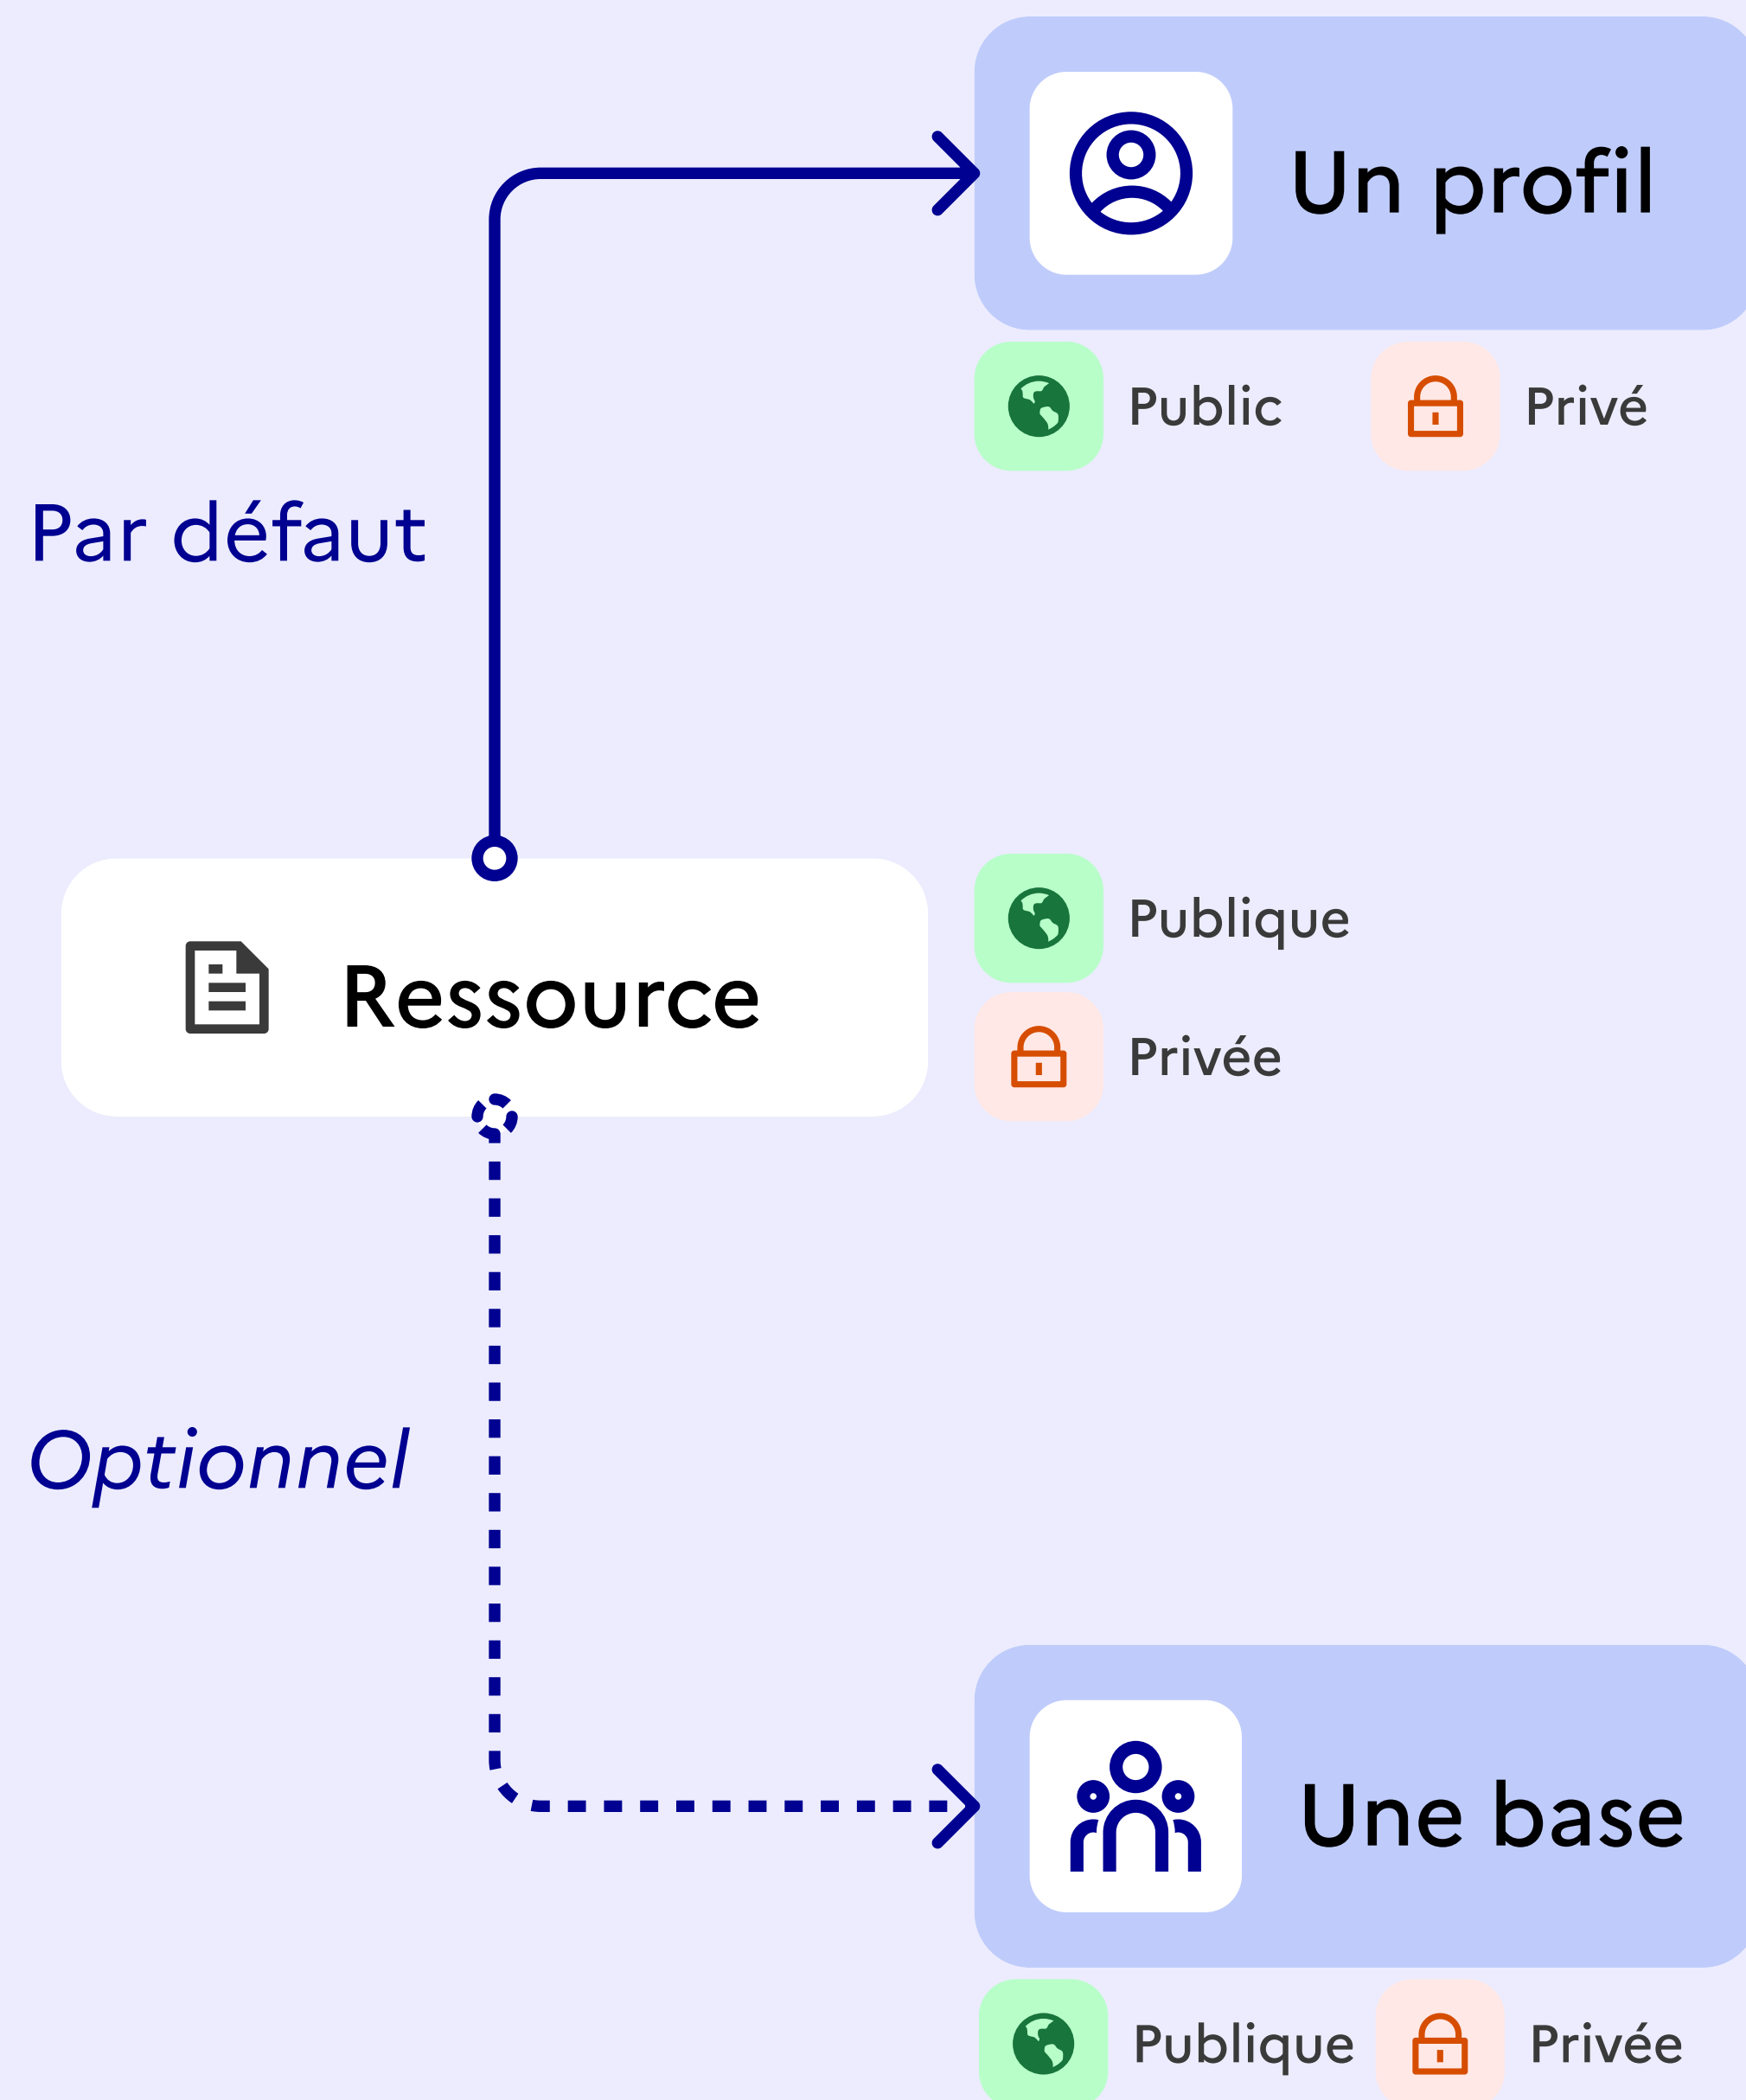 Un profil
Public
Privé
Par défaut
Ressource
Publique
Privée
Optionnel
Une base
Publique
Privée